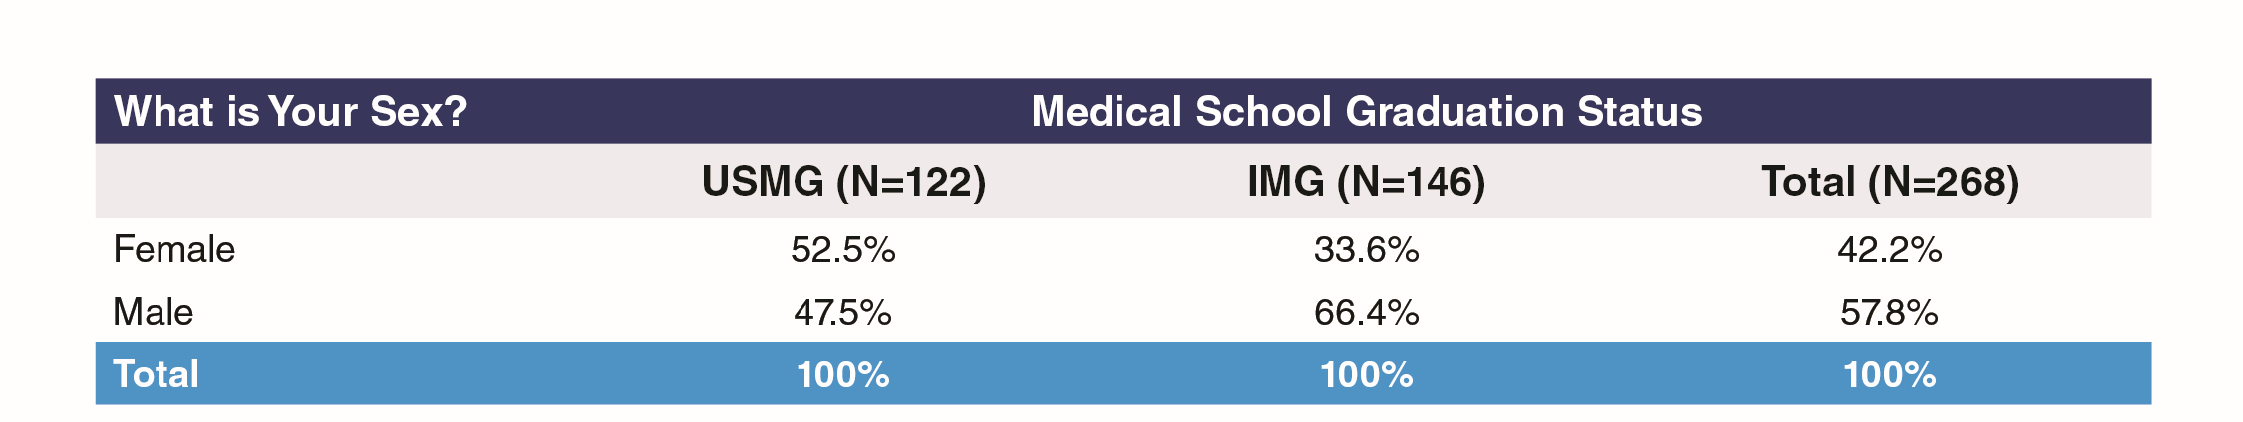 What is Your Sex? Medical School Graduation Status
USMG (N=122) IMG (N=146) Total (N=268)
Female 52.5% 33.6% 42.2%
Male 47.5% 66.4% 57.8%
Total 100% 100% 100%